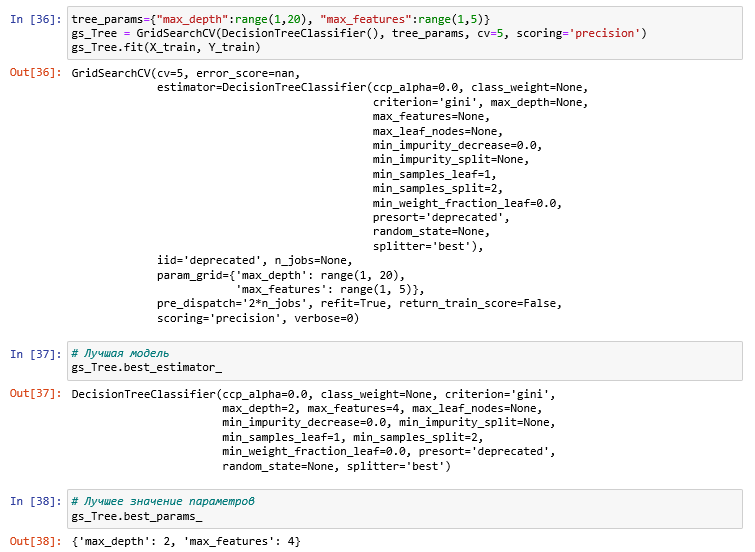 In [36]: tree_params={"max_depth":range(1,20), "max_features":range(1,5)}
gs_Tree = GridSearchCV(DecisionTreeClassifier(), tree_params, cv=5, scoring='precision')
gs_Tree.fit(X_train, Y_train)
Out[36]: GridSearchCV(cv=5, error_score=nan,
estimator=DecisionTreeClassifier(ccp_alpha=0.0, class_weight=None,
criterion='gini', max_depth=None,
max_features=None,
max_leaf_nodes=None,
min_impurity_decrease=0.0,
min_impurity_split=None,
min_samples_leaf=1,
min_samples_split=2,
min_weight_fraction_leaf=0.0,
presort='deprecated',
random_state=None,
splitter='best'),
iid='deprecated', n_jobs=None,
param_grid={'max_depth': range(1, 20),
'max_features': range(1, 5)},
pre_dispatch='2*n_jobs', refit=True, return_train_score=False,
scoring='precision', verbose=0)
In [37]: # Лучшая модель
gs_Tree.best_estimator_
Out[37]: DecisionTreeClassifier(ccp_alpha=0.0, class_weight=None, criterion='gini',
max_depth=2, max_features=4, max_leaf_nodes=None,
min_impurity_decrease=0.0, min_impurity_split=None,
min_samples_leaf=1, min_samples_split=2,
min_weight_fraction_leaf=0.0, presort='deprecated',
random_state=None, splitter='best')
In [38]: # Лучшее значение параметров
gs_Tree.best_params_
Out[38]: {'max_depth': 2, 'max_features': 4}